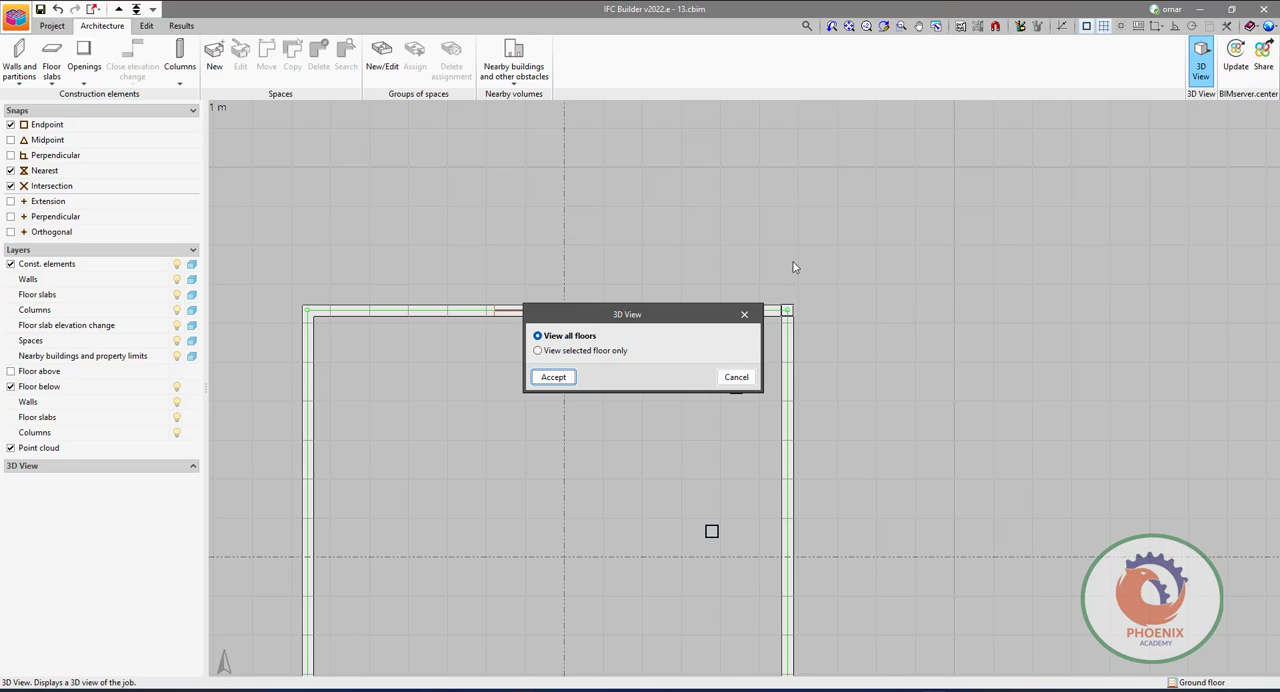 IFC Builder v2022.e - 13.cbim
omar
Project
Architecture
Edit
Results
Walls and partitions
Floor slabs
Openings
Close elevation change
Columns
New
Edit
Move
Copy
Delete
Search
New/Edit
Assign
Delete assignment
Nearby buildings and other obstacles
3D View
Update
Share
Construction elements
Spaces
Groups of spaces
Nearby volumes
3D View
BIMserver.center
Snaps
Endpoint
Midpoint
Perpendicular
Nearest
Intersection
Extension
Perpendicular
Orthogonal
Layers
Const. elements
Walls
Floor slabs
Columns
Floor slab elevation change
Spaces
Nearby buildings and property limits
Floor above
Floor below
Walls
Floor slabs
Columns
Point cloud
3D View
1 m
3D View
View all floors
View selected floor only
Accept
Cancel
PHOENIX
ACADEMY
3D View. Displays a 3D view of the job.
Ground floor